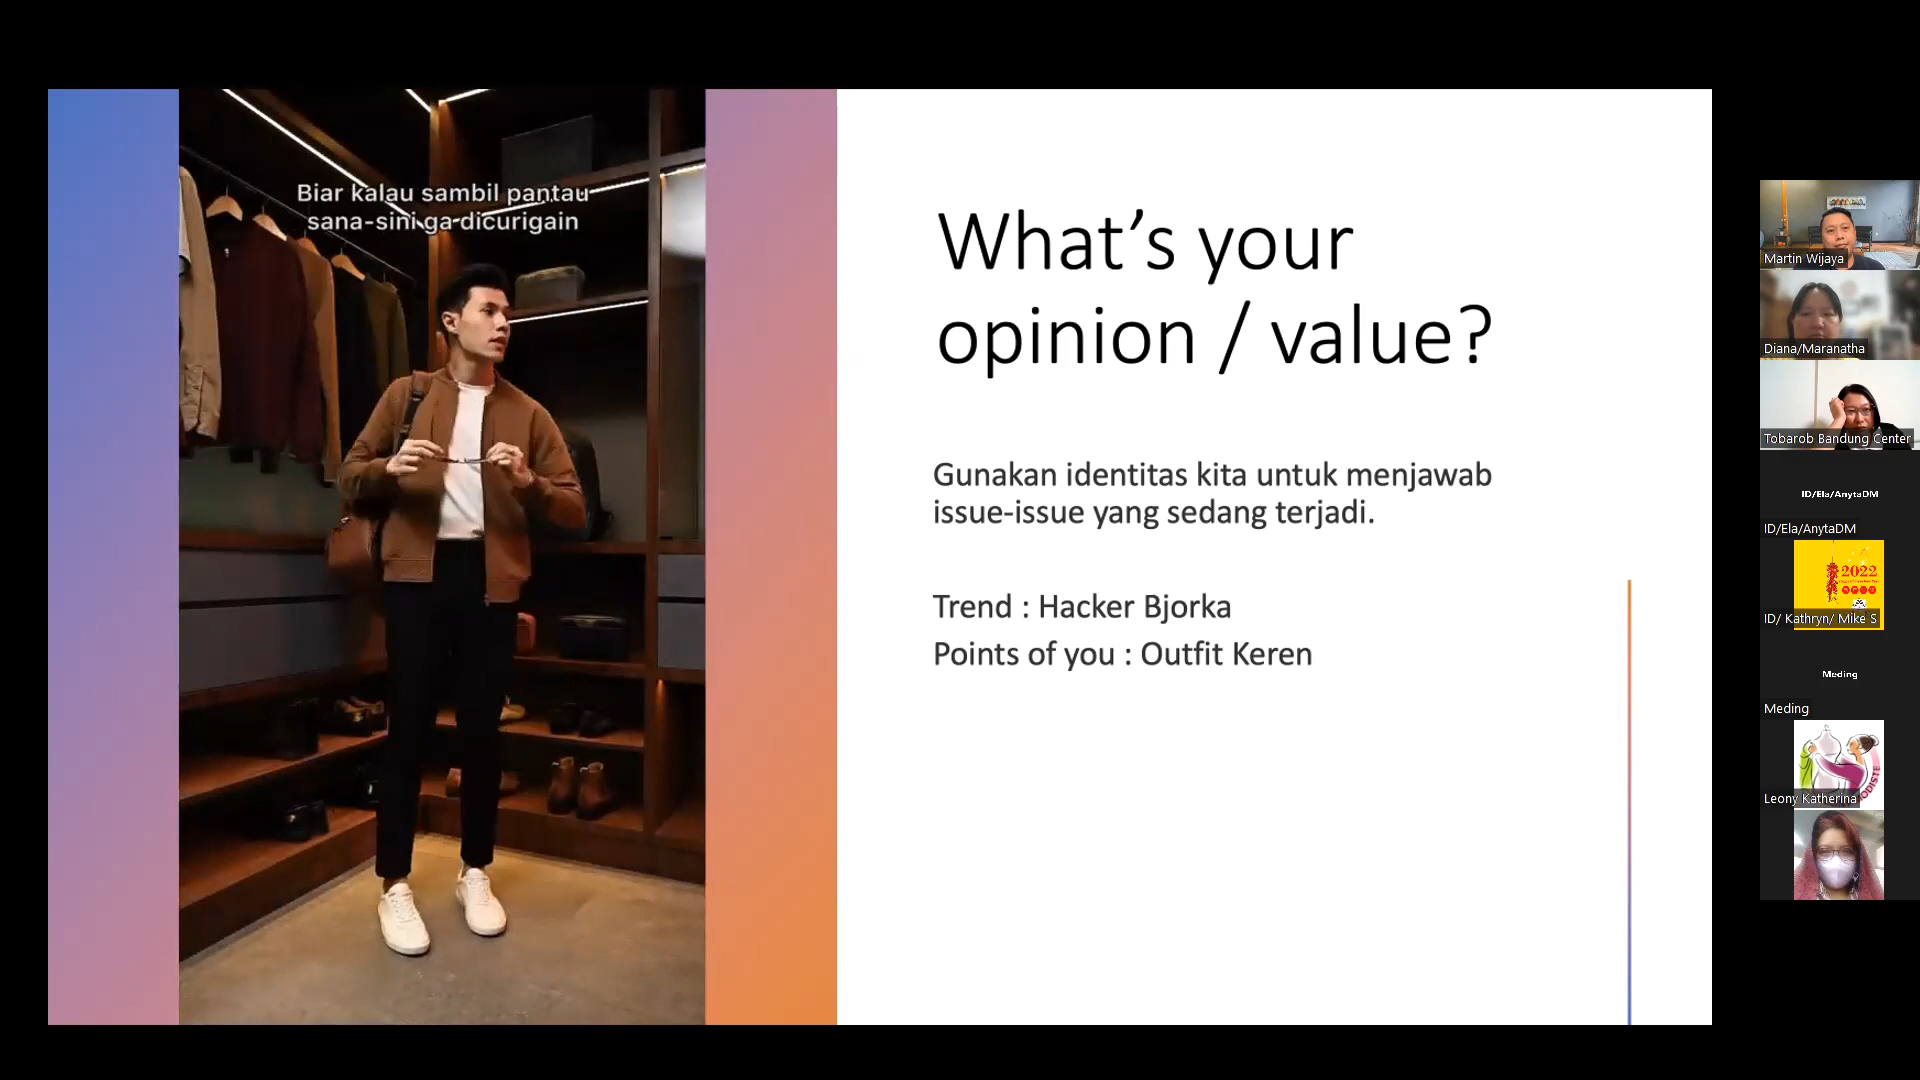 Biar kalau sambil pantau
sana-sini ga dicurigain
What's your
opinion / value?
Gunakan identitas kita untuk menjawab
issue-issue yang sedang terjadi.
Trend : Hacker Bjorka
Points of you : Outfit Keren
Martin Wijaya
Diana/Maranatha
Tobarob Bandung Center
ID/Ela/AnytaDM
ID/Ela/AnytaDM
2022
ID/ Kathryn/ Mike S
Meding
Meding
Leony Katherina